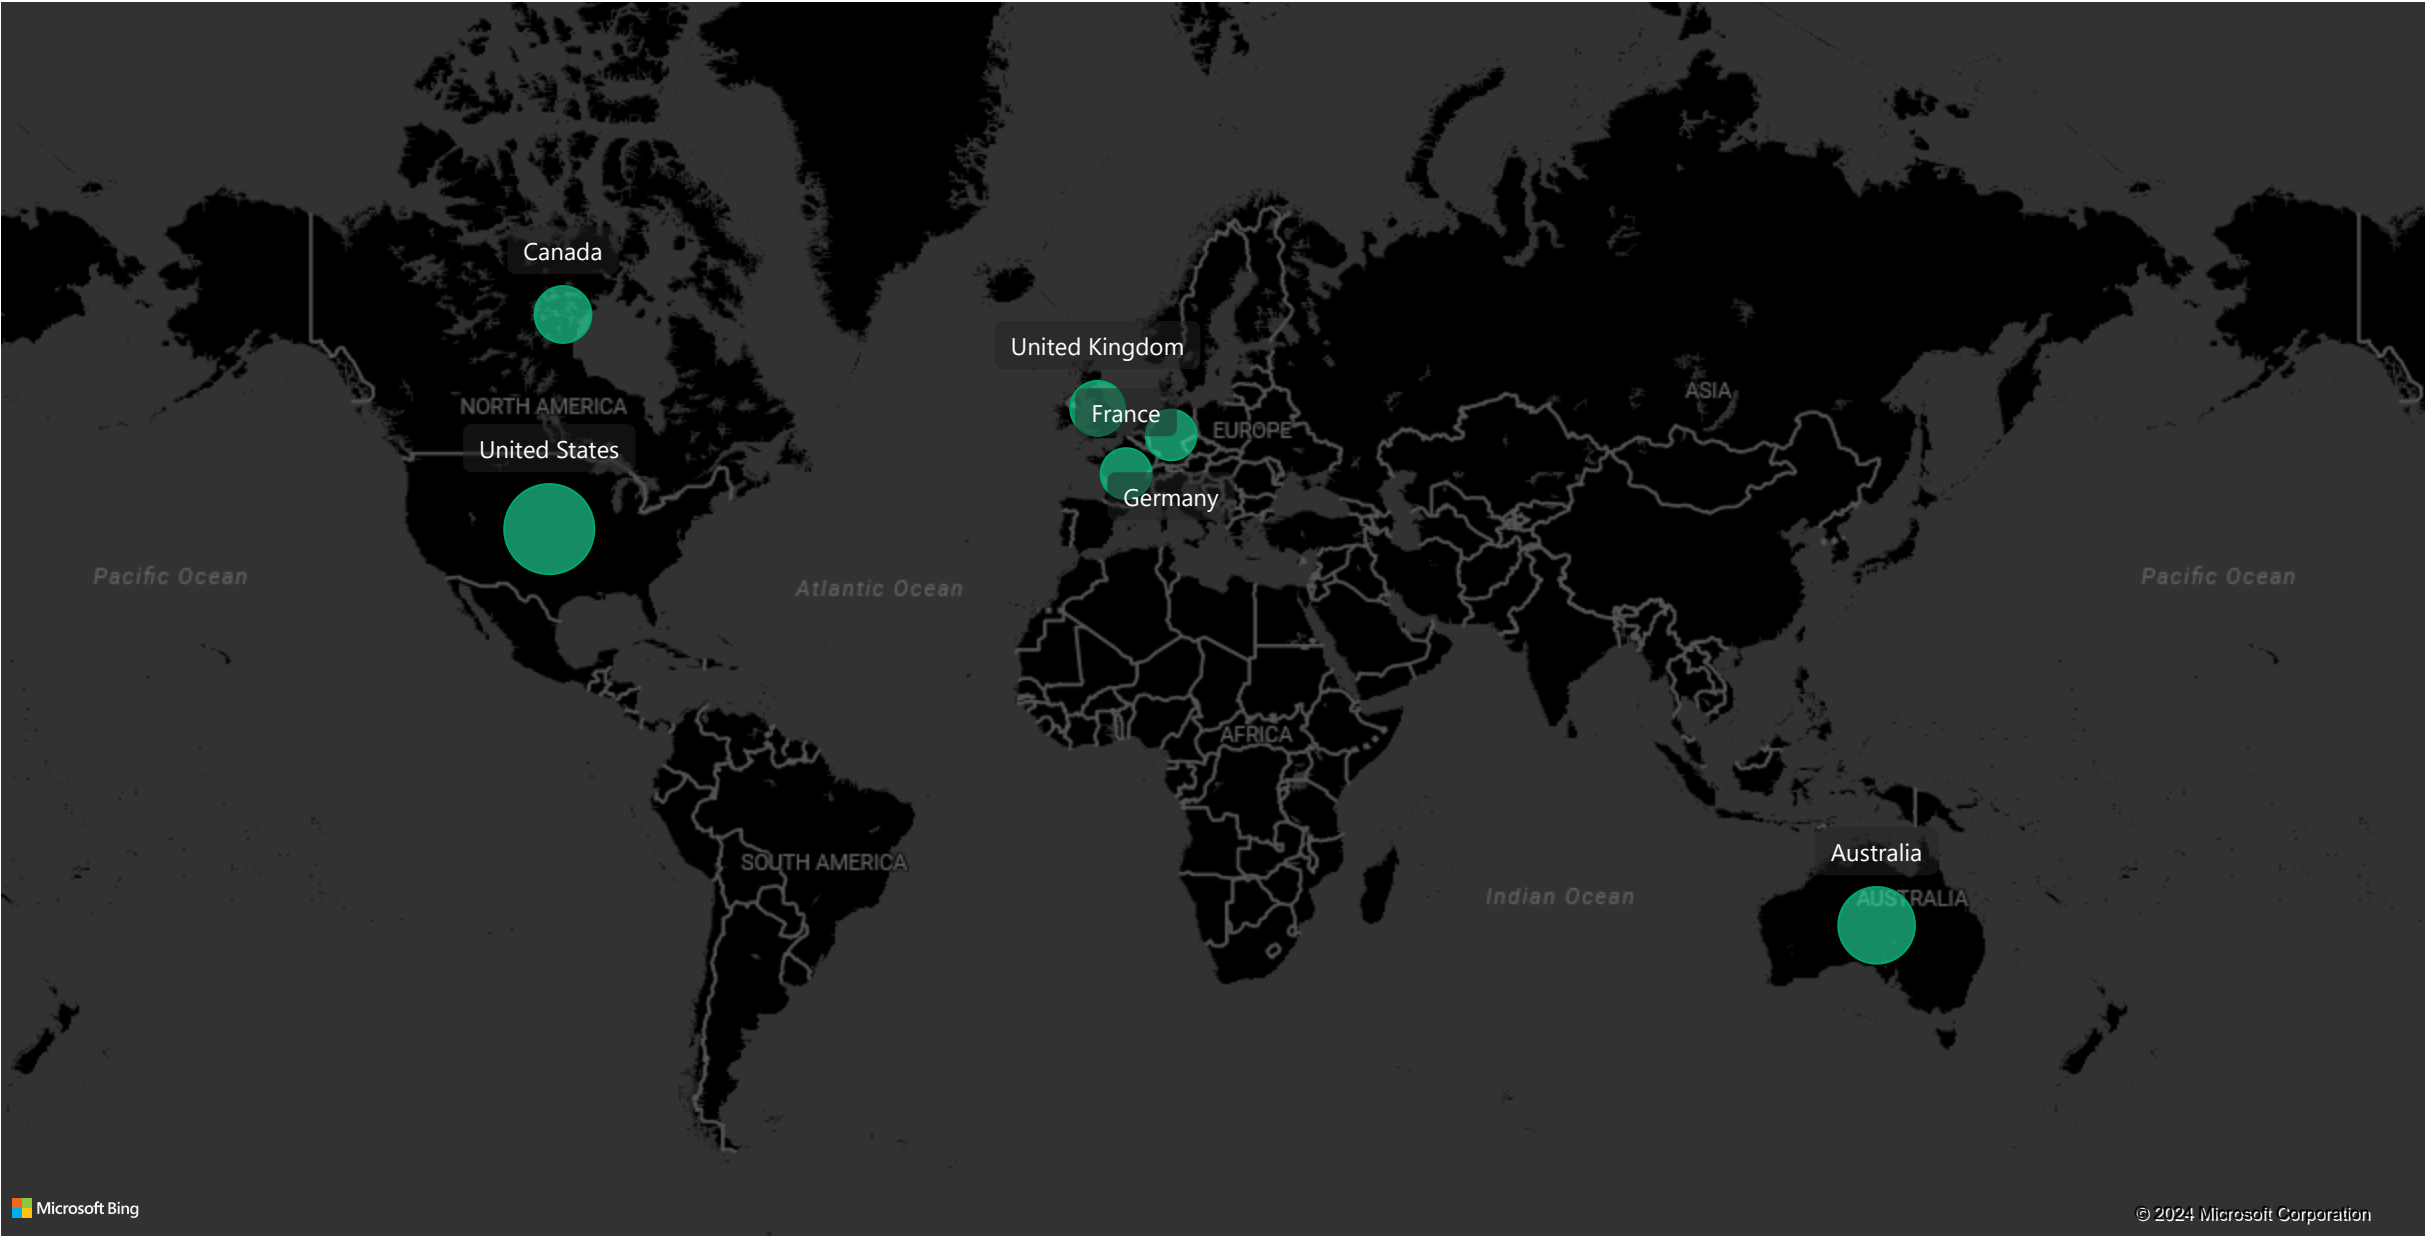 Canada
United Kingdom
ASIA
NORTH AMERICA
France
EUROPE
United States
Germany
Pacific Ocean
Atlantic Ocean
Pacific Ocean
AFRICA
Australia
SOUTH AMERICA
Indian Ocean
AUSTRALIA
Microsoft Bing
© 2024 Microsoft Corporation